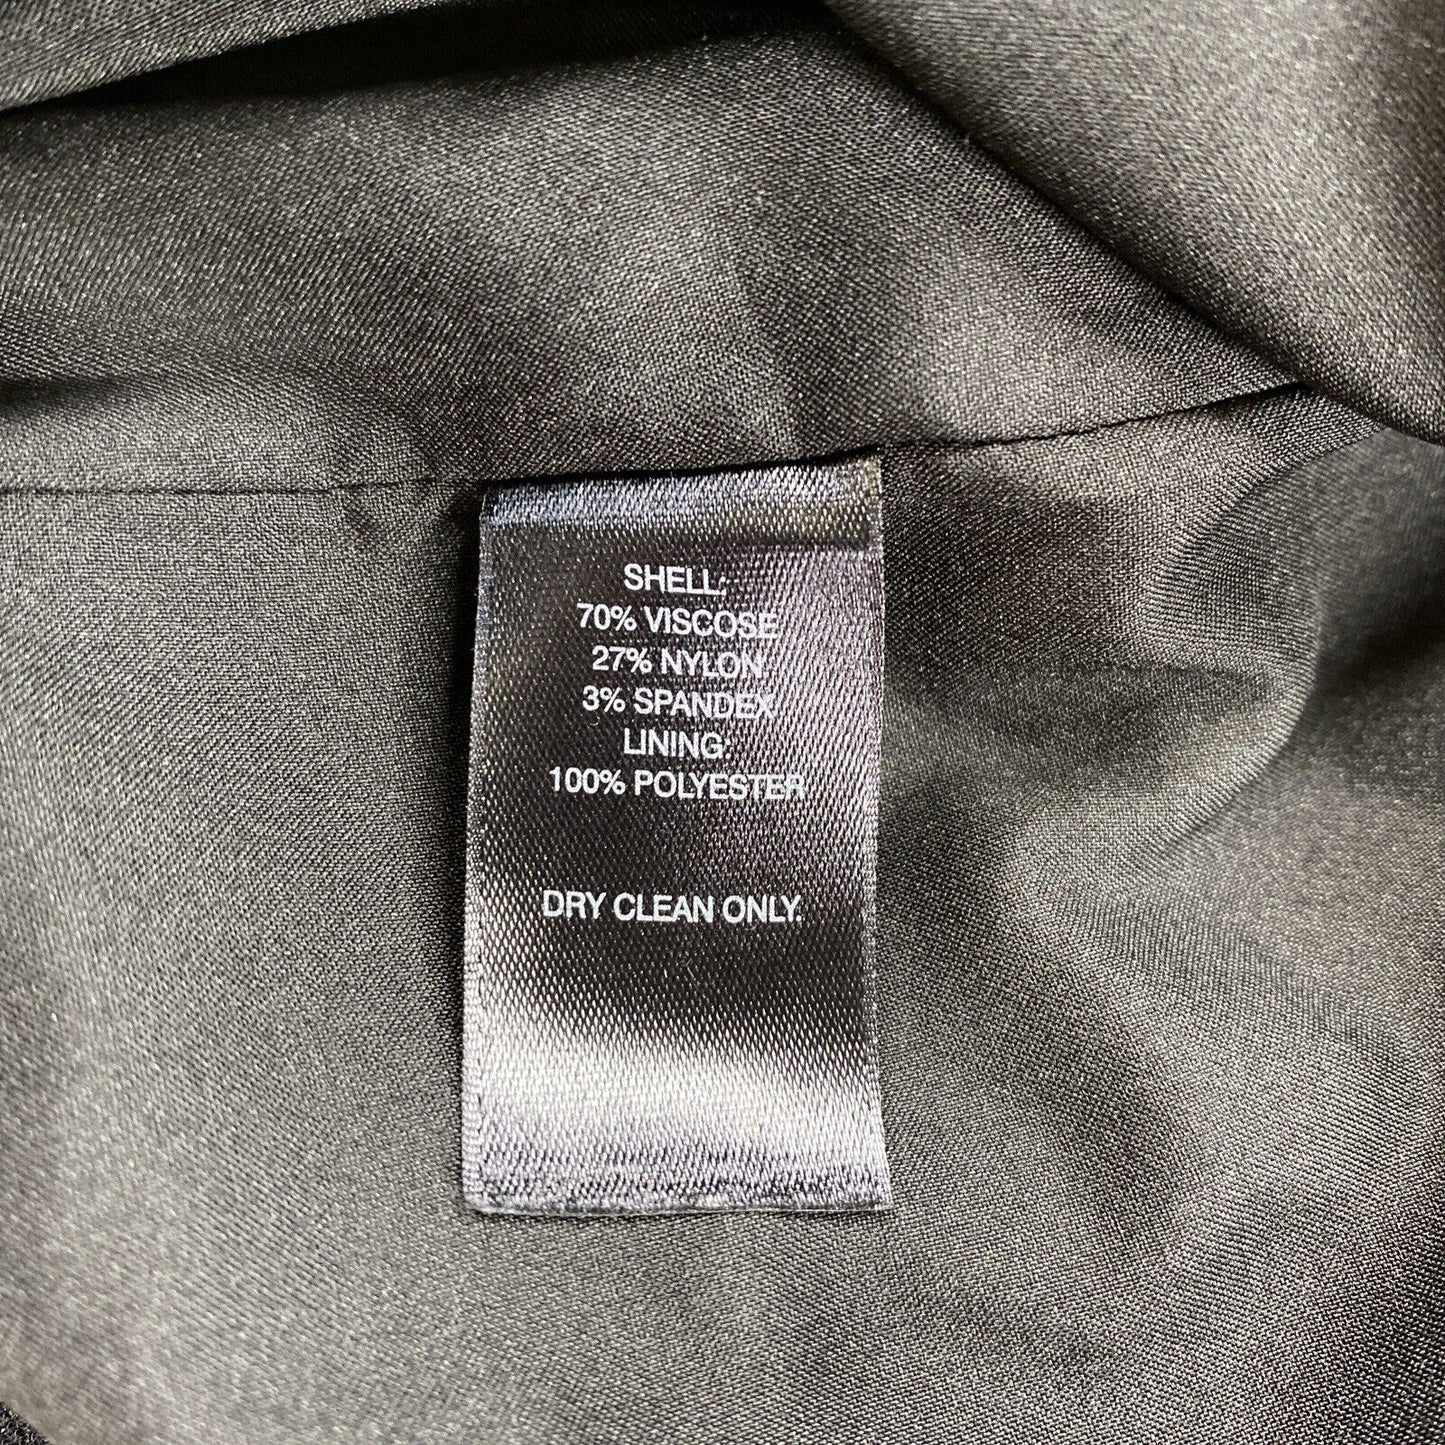 SHELL:
70% VISCOSE
27% NYLON
3% SPANDEX
LINING:
100% POLYESTER
DRY CLEAN ONLY.